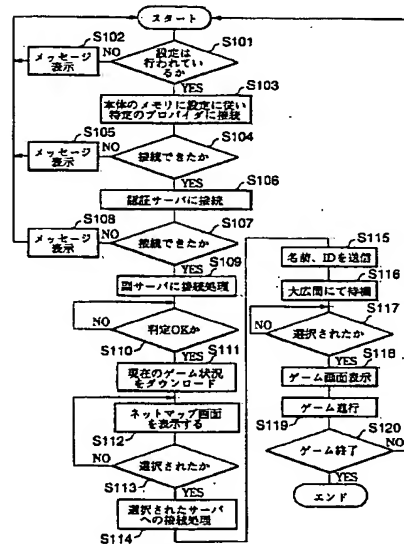 スタート
S101
設定は
行われてい
るか
NO
S102
メッセージ
表示
YES
S103
本体のメモリに設定に従い
特定のプロバイダに接続
S104
接続できたか
NO
S105
メッセージ
表示
YES
S106
認証サーバに接続
S107
接続できたか
NO
S108
メッセージ
表示
YES
S109
サーバに接続処理
判定OKか
NO
S110
YES
S111
現在のゲーム状況
をダウンロード
ネットマップ画面
を表示する
S112
選択されたか
NO
S113
YES
選択されたサーバ
への接続処理
S114
S115
名前、IDを送信
S116
大広間にて待機
S117
選択されたか
NO
YES
S118
ゲーム画面表示
ゲーム進行
S119
S120
ゲーム終了
NO
YES
エンド